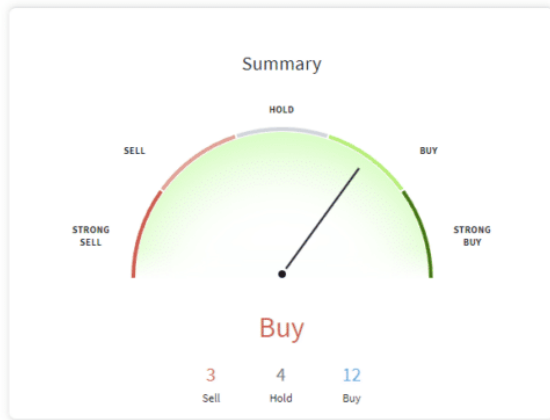 Summary
HOLD
SELL
BUY
STRONG
SELL
STRONG
BUY
Buy
3 4 12
Sell Hold Buy